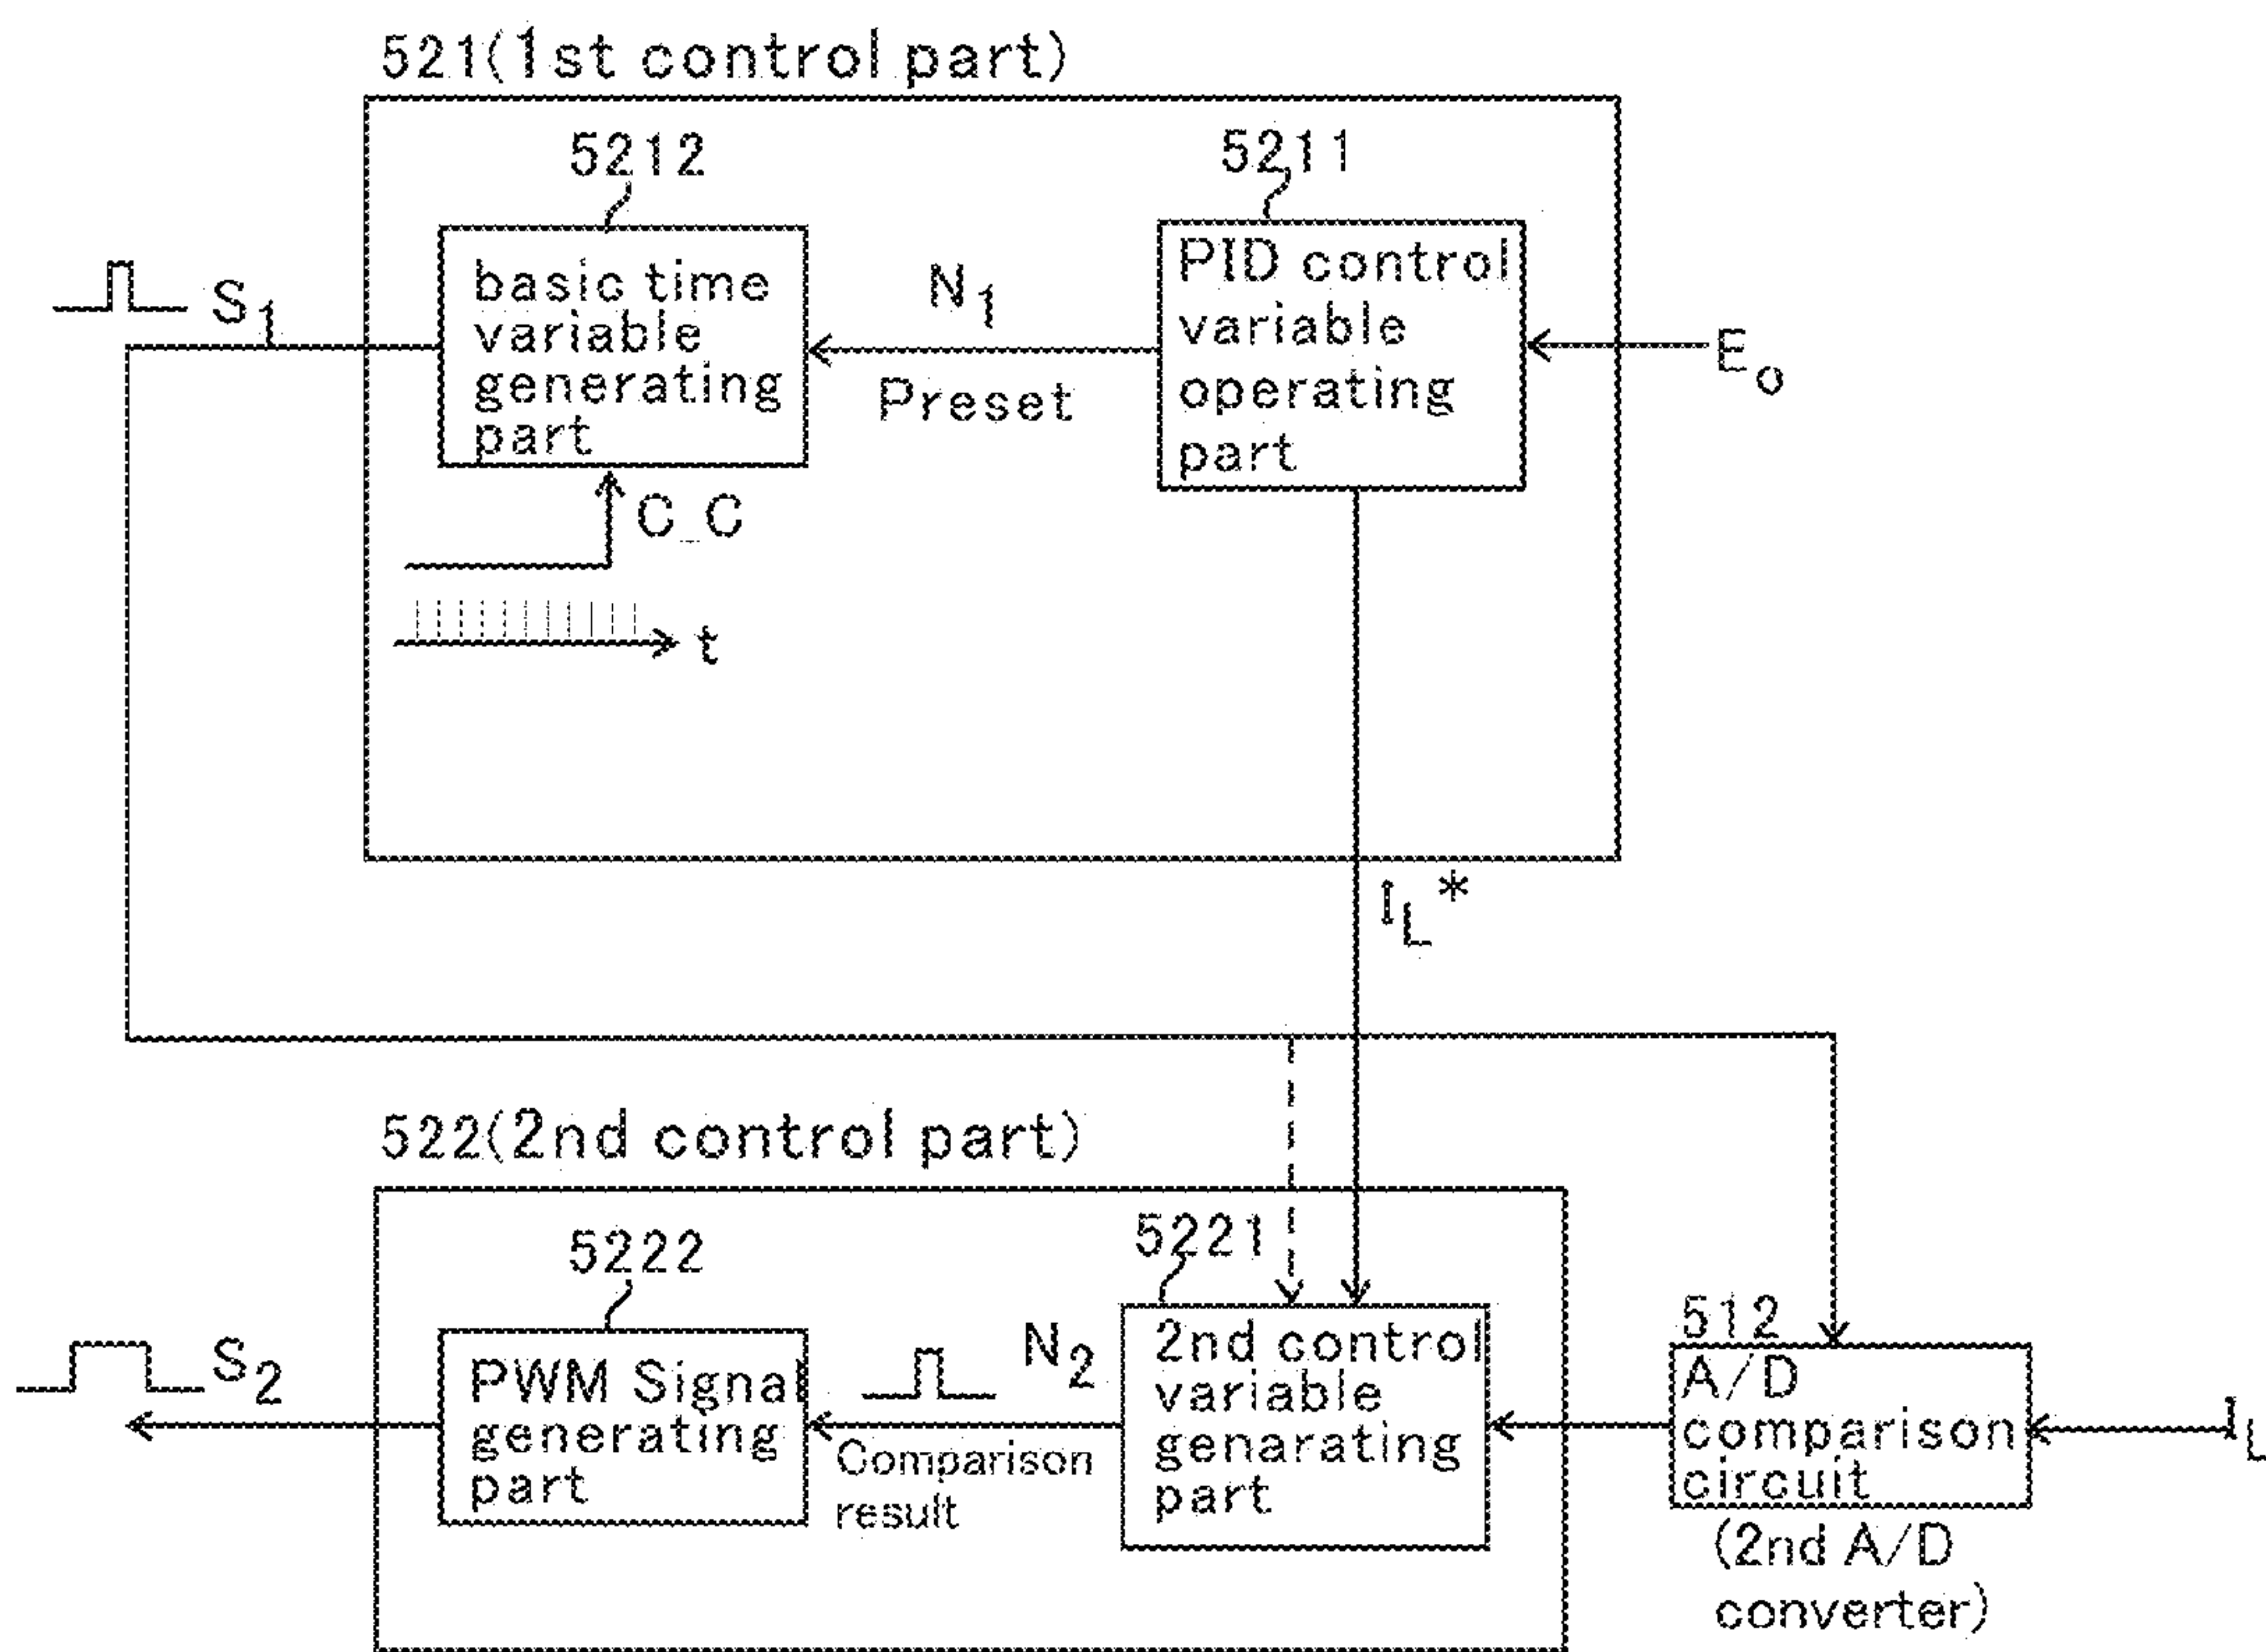 521(1st control part)
5212
5211
basic time
variable
generating
part
N1
Preset
PID control
variable
operating
part
Eo
S1
C_C
t
IL*
522(2nd control part)
5222
5221
512
S2
PWM Signal
generating
part
N2
Comparison
result
2nd control
variable
genarating
part
A/D
comparison
circuit
(2nd A/D
converter)
IL